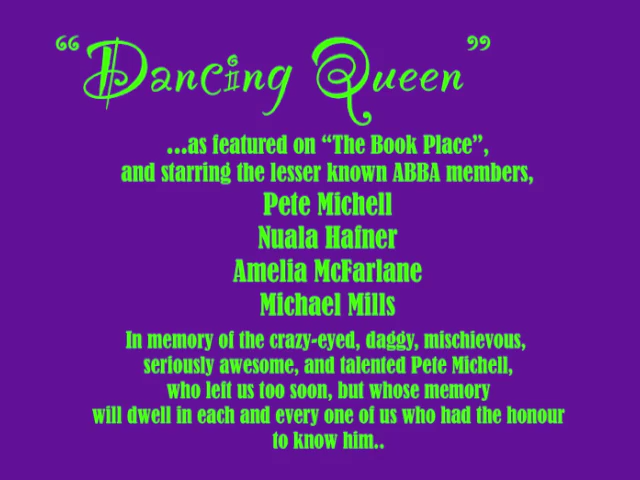 “Dancing Queen”
...as featured on “The Book Place”,
and starring the lesser known ABBA members,
Pete Michell
Nuala Hafner
Amelia McFarlane
Michael Mills
In memory of the crazy-eyed, daggy, mischievous,
seriously awesome, and talented Pete Michell,
who left us too soon, but whose memory
will dwell in each and every one of us who had the honour
to know him..